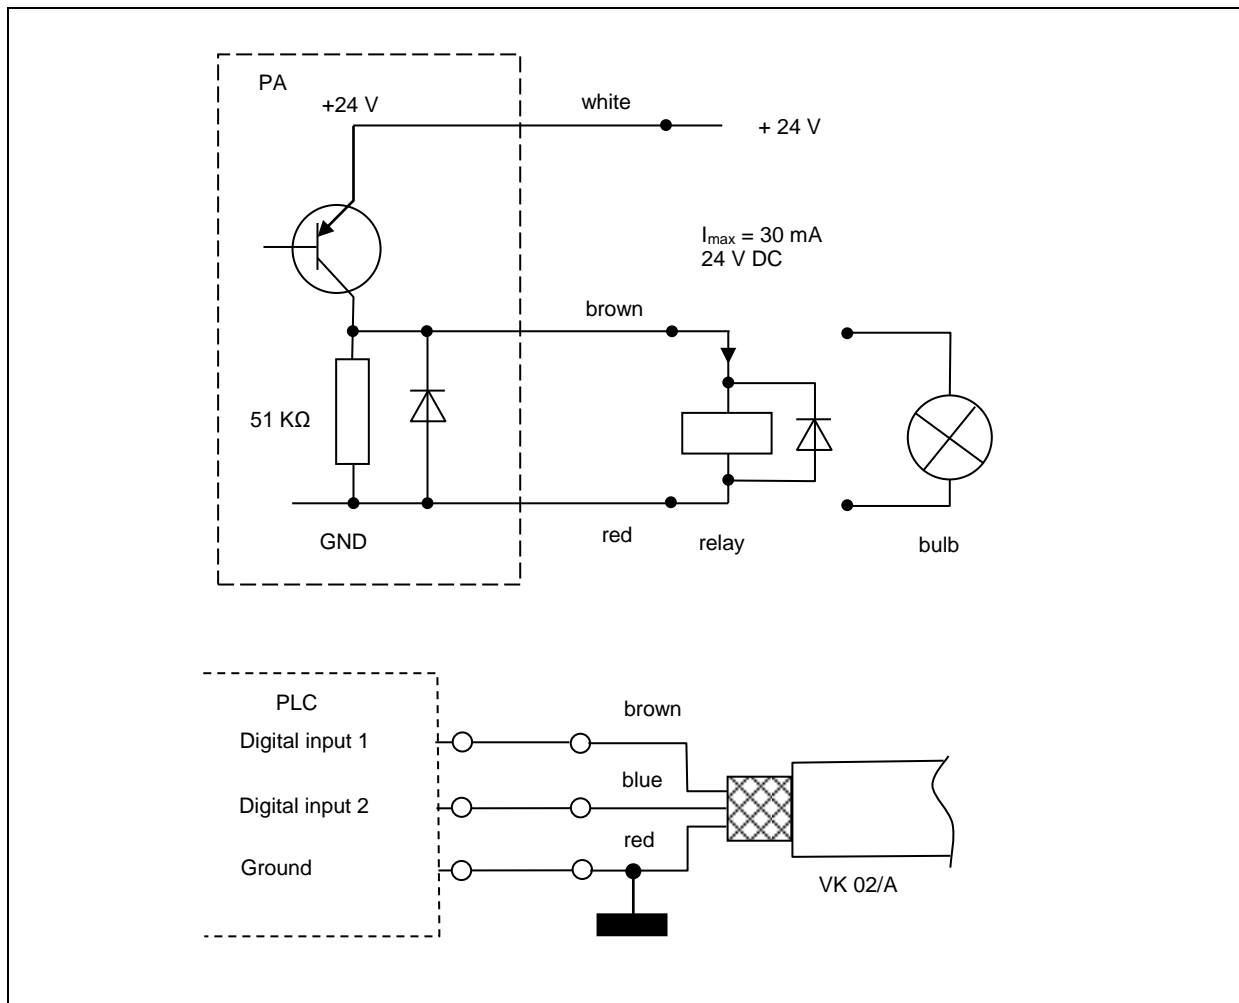 PA
+24 V
white
+ 24 V
Imax = 30 mA
24 V DC
brown
51 KΩ
GND
red
relay
bulb
PLC
brown
Digital input 1
blue
Digital input 2
red
Ground
VK 02/A